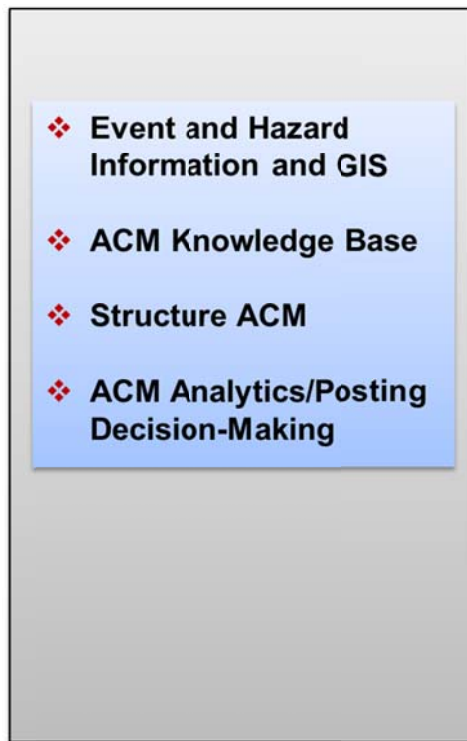 ❖ Event and Hazard
Information and GIS
❖ ACM Knowledge Base
❖ Structure ACM
❖ ACM Analytics/Posting
Decision-Making